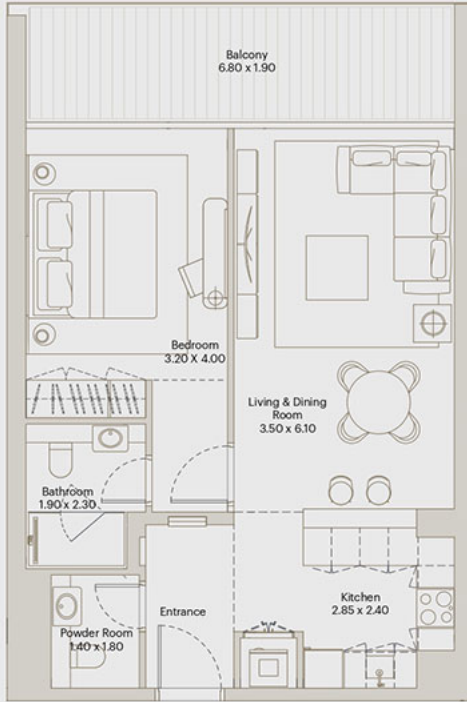 Balcony
6.80 x 1.90
Bedroom
3.20 X 4.00
Living & Dining
Room
3.50 x 6.10
Bathroom
1.90 x 2.30
Kitchen
2.85 x 2.40
Entrance
Powder Room
1.40 x 1.80